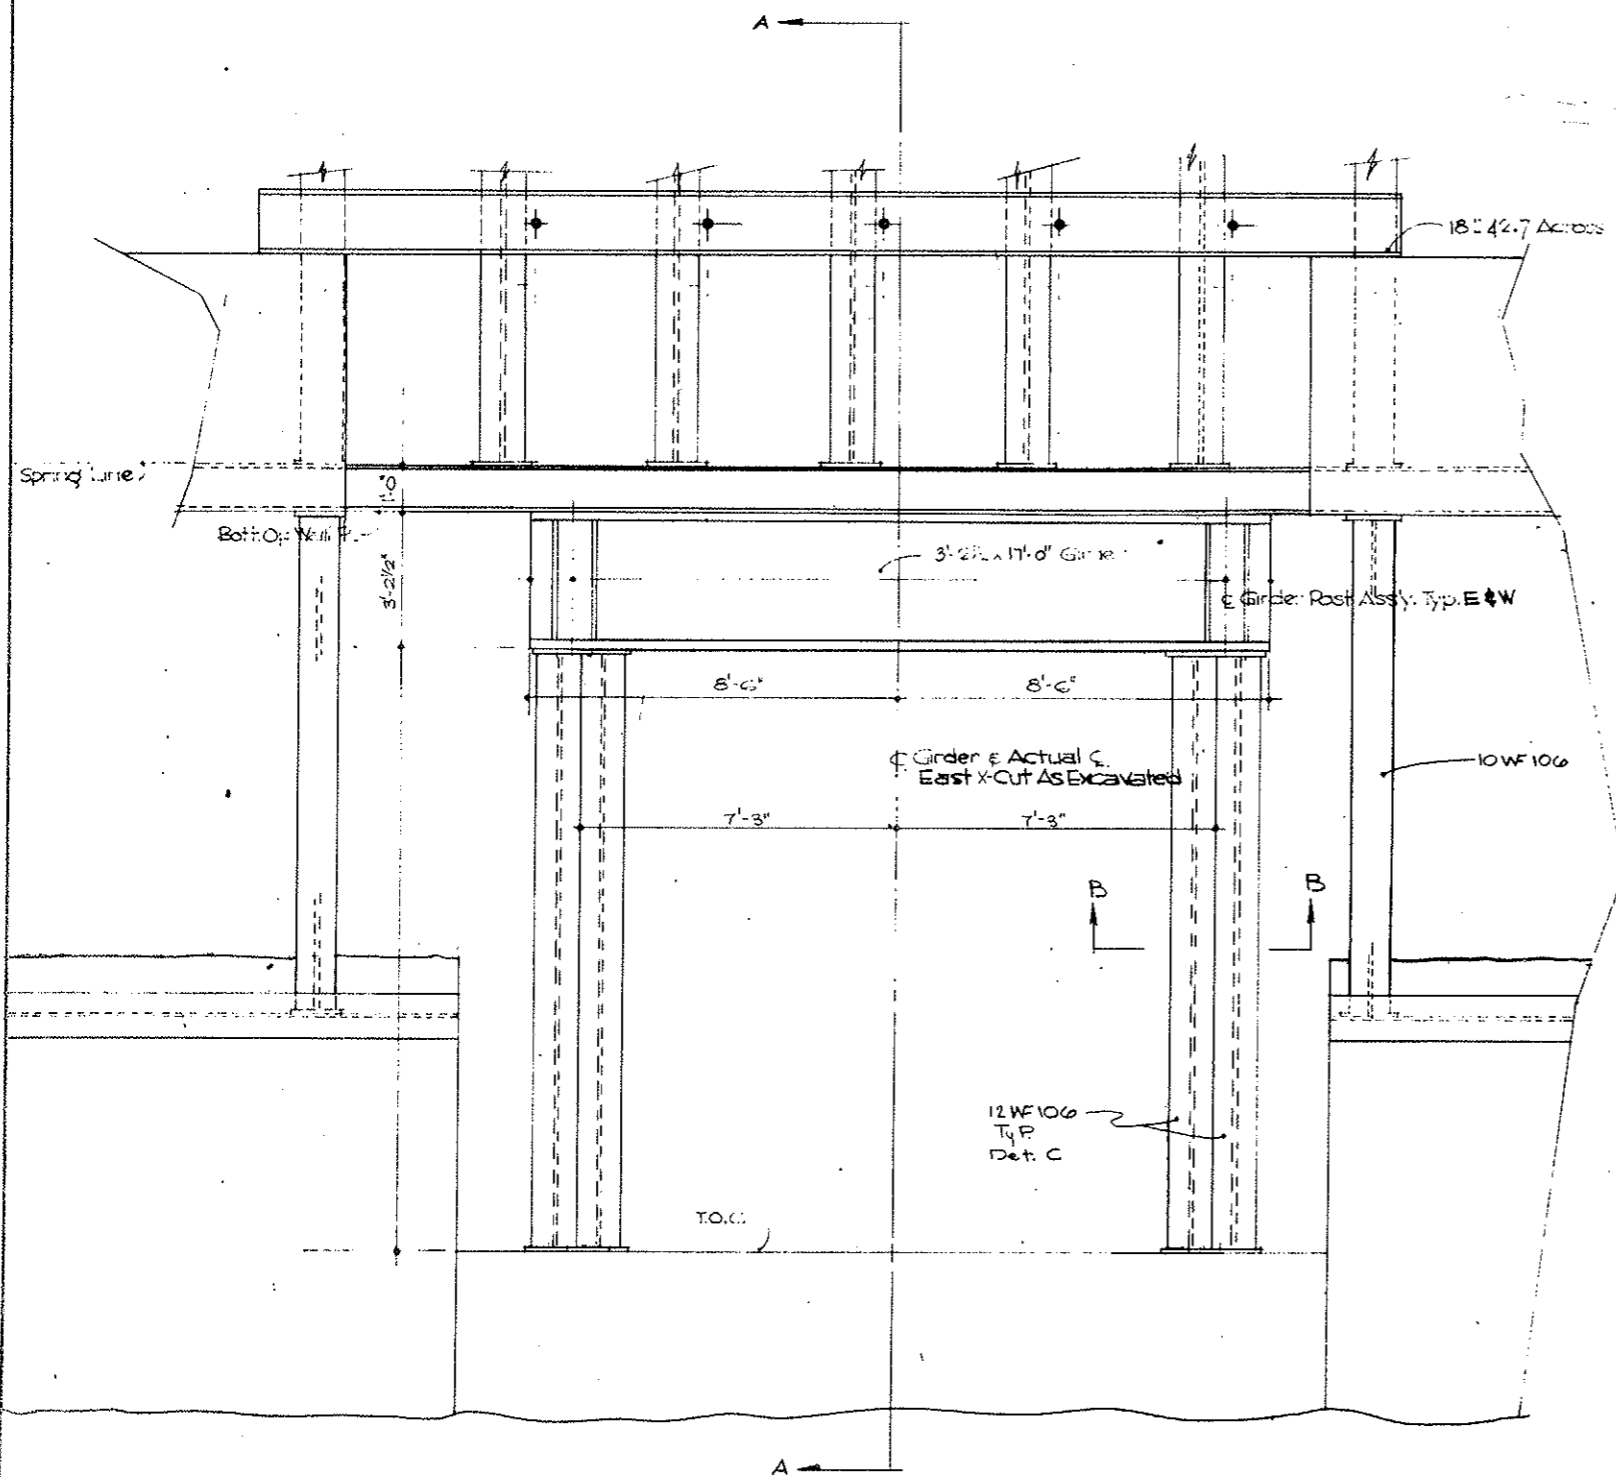 A
18 42.7 Across
Spring Line
1'-0"
Bott. Of Wall
3'-2½"
3'-2½ x 17'-0" Girder
℄ Girder Post Ass'y. Typ. E & W
8'-6"
8'-6"
℄ Girder & Actual ℄
East X-Cut As Excavated
10 WF 106
7'-3"
7'-3"
B
B
12 WF 106
Typ.
Det. C
T.O.C.
A